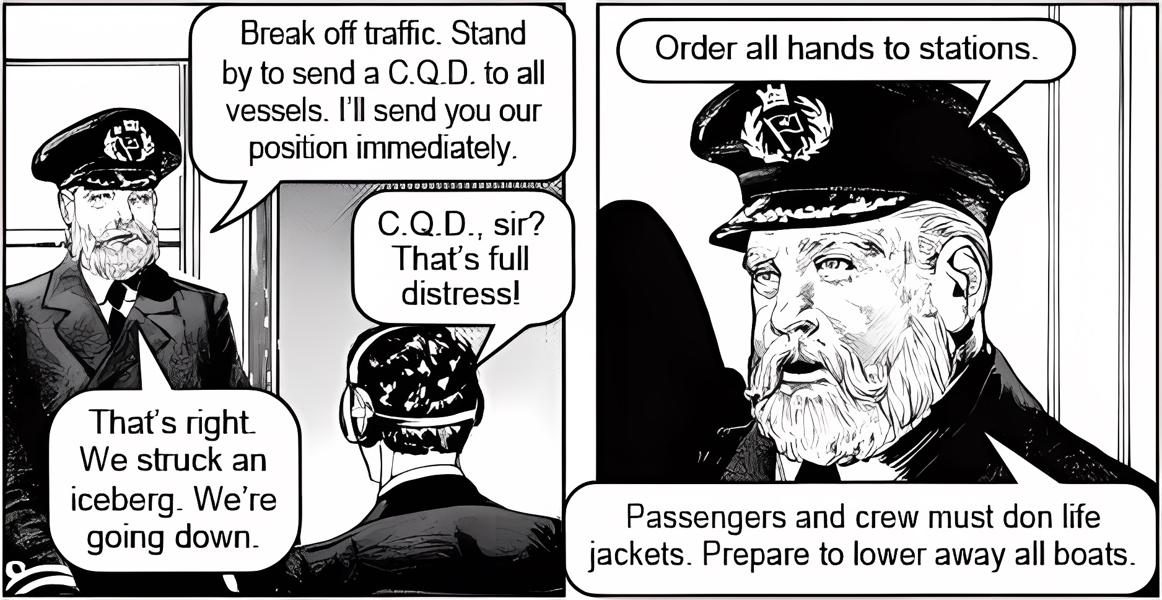 Break off traffic. Stand
by to send a C.Q.D. to all
vessels. I'll send you our
position immediately.
C.Q.D., sir?
That's full
distress!
That's right.
We struck an
iceberg. We're
going down.
Order all hands to stations.
Passengers and crew must don life
jackets. Prepare to lower away all boats.